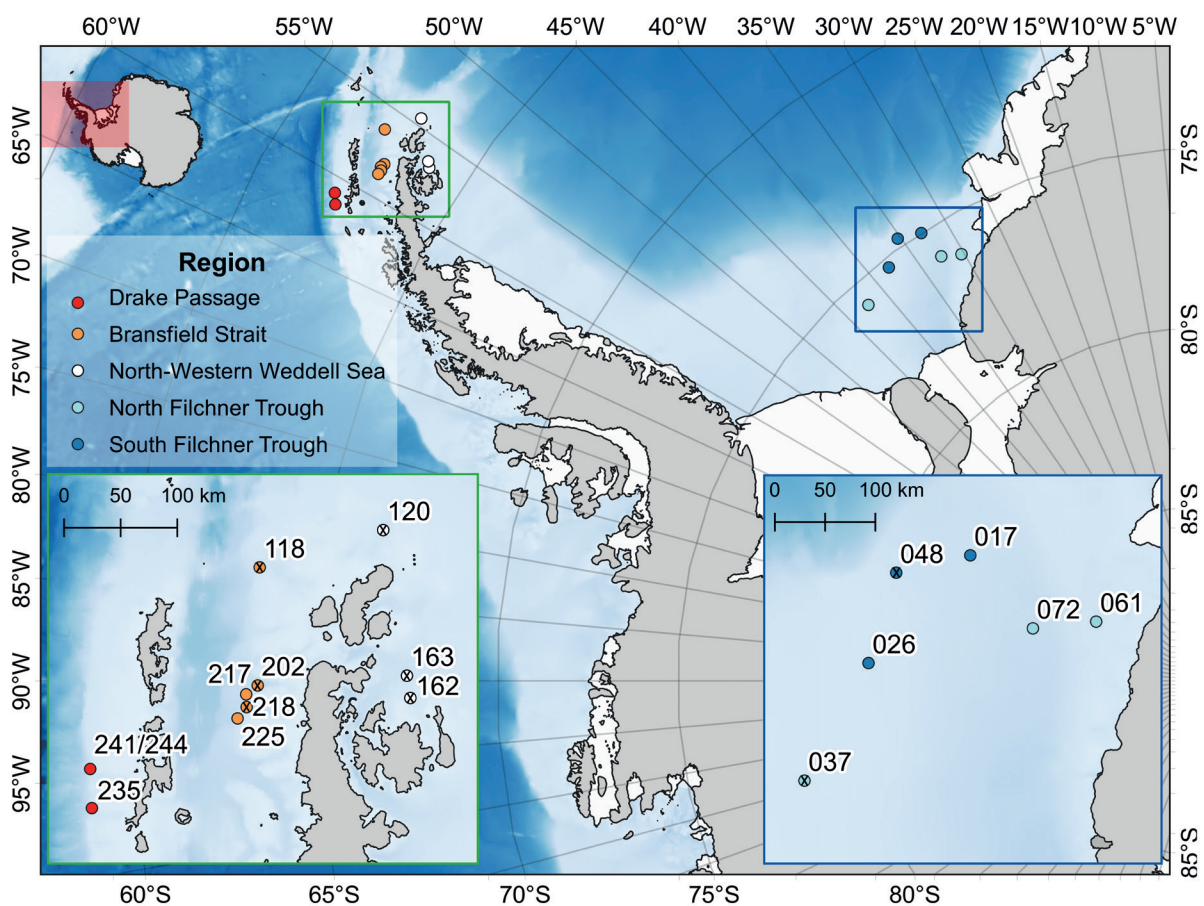 60°W 55°W 50°W 45°W 40°W 35°W 30°W 25°W 20°W 15°W 10°W 5°W
65°W
70°W
75°W
80°W
85°W
90°W
95°W
75°S
80°S
85°S
85°S
Region
Drake Passage
Bransfield Strait
North-Western Weddell Sea
North Filchner Trough
South Filchner Trough
0 50 100 km
120
118
163
162
217 202
218
225
241/244
235
0 50 100 km
017
048
072 061
026
037
60°S 65°S 70°S 75°S 80°S